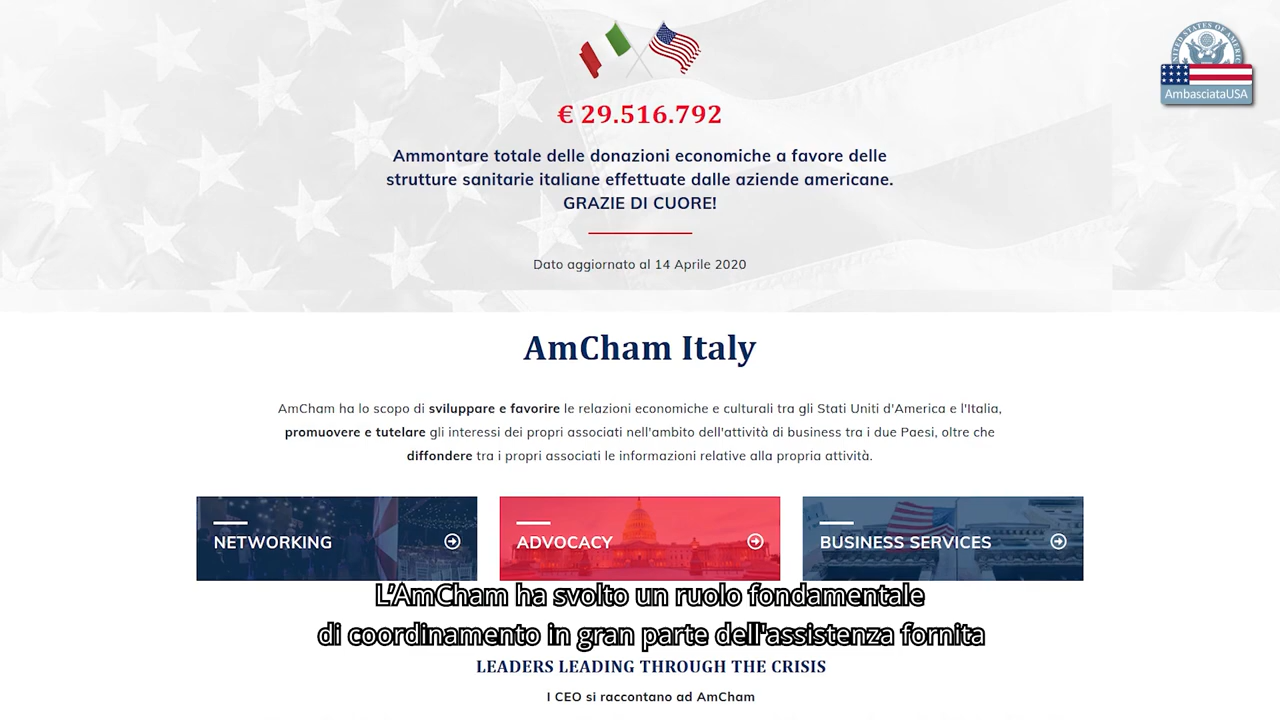 UNITED STATES OF AMERICA
AmbasciataUSA
€ 29.516.792
Ammontare totale delle donazioni economiche a favore delle
strutture sanitarie italiane effettuate dalle aziende americane.
GRAZIE DI CUORE!
Dato aggiornato al 14 Aprile 2020
AmCham Italy
AmCham ha lo scopo di sviluppare e favorire le relazioni economiche e culturali tra gli Stati Uniti d'America e l'Italia,
promuovere e tutelare gli interessi dei propri associati nell'ambito dell'attività di business tra i due Paesi, oltre che
diffondere tra i propri associati le informazioni relative alla propria attività.
NETWORKING
ADVOCACY
BUSINESS SERVICES
L'AmCham ha svolto un ruolo fondamentale
di coordinamento in gran parte dell'assistenza fornita
LEADERS LEADING THROUGH THE CRISIS
I CEO si raccontano ad AmCham